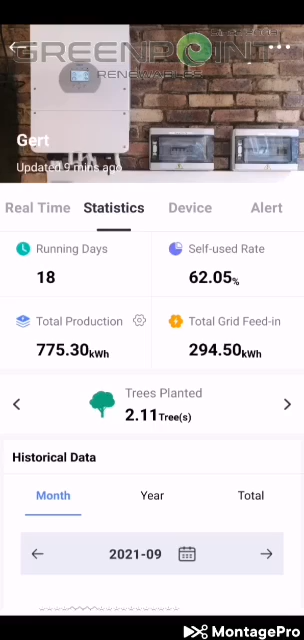 GREENPOINT
RENEWABLES
Gert
Updated 9 mins ago
Real Time Statistics Device Alert
Running Days
18
Self-used Rate
62.05%
Total Production
775.30kWh
Total Grid Feed-in
294.50kWh
Trees Planted
2.11Tree(s)
Historical Data
Month Year Total
2021-09
MontagePro